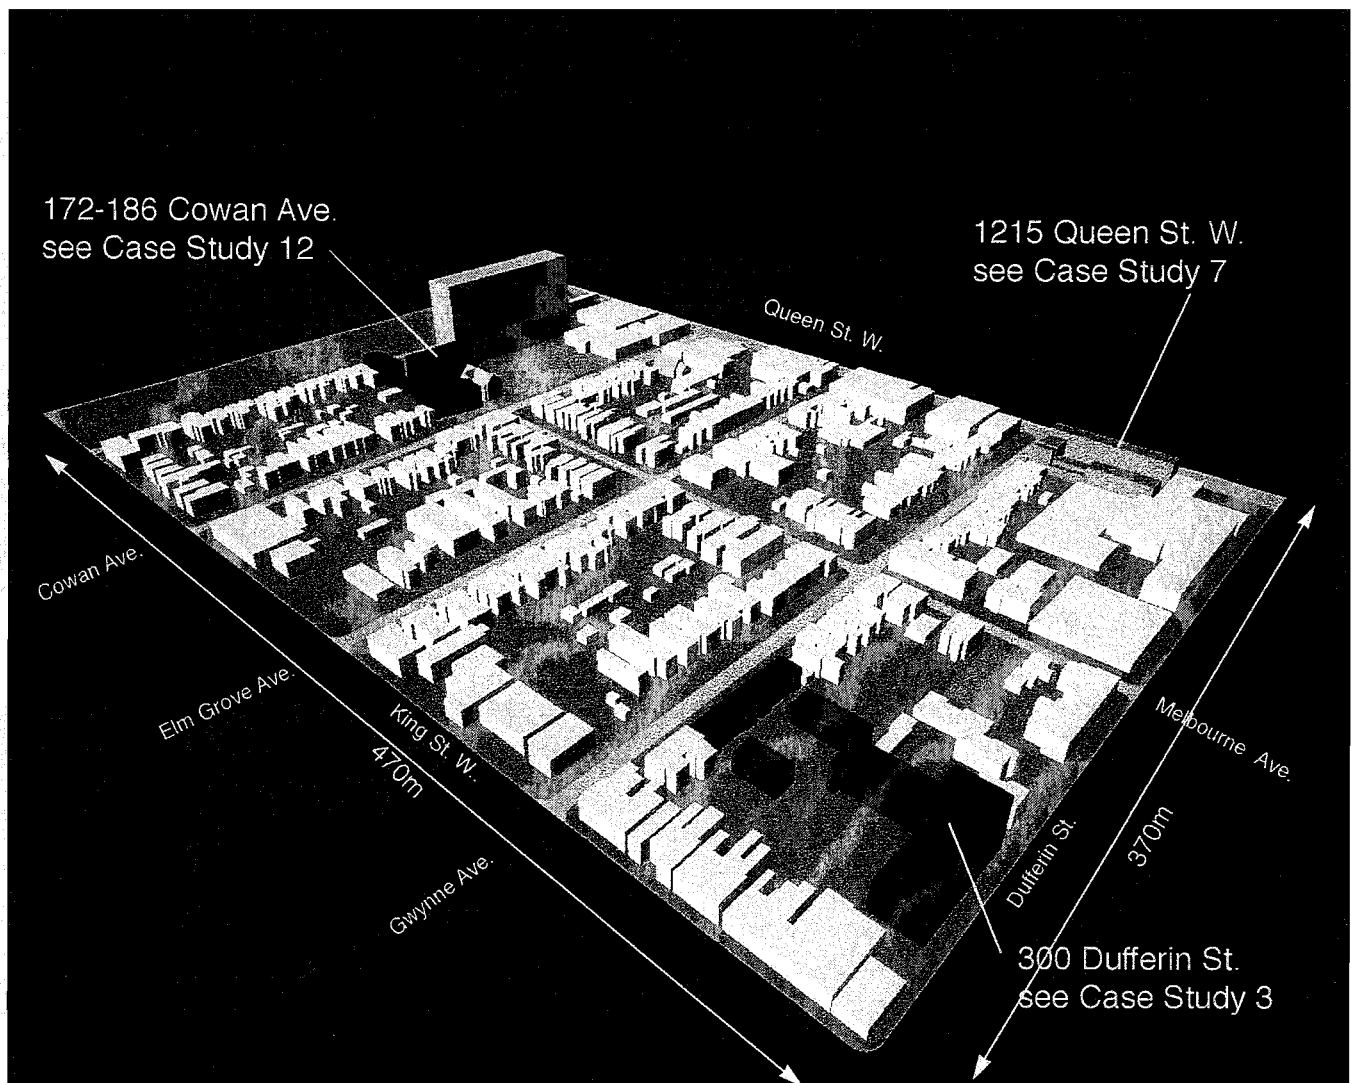 172-186 Cowan Ave.
see Case Study 12
1215 Queen St. W.
see Case Study 7
Queen St. W.
Cowan Ave.
Elm Grove Ave.
King St. W.
470m
Gwynne Ave.
Melbourne Ave.
370m
Dufferin St.
300 Dufferin St.
see Case Study 3